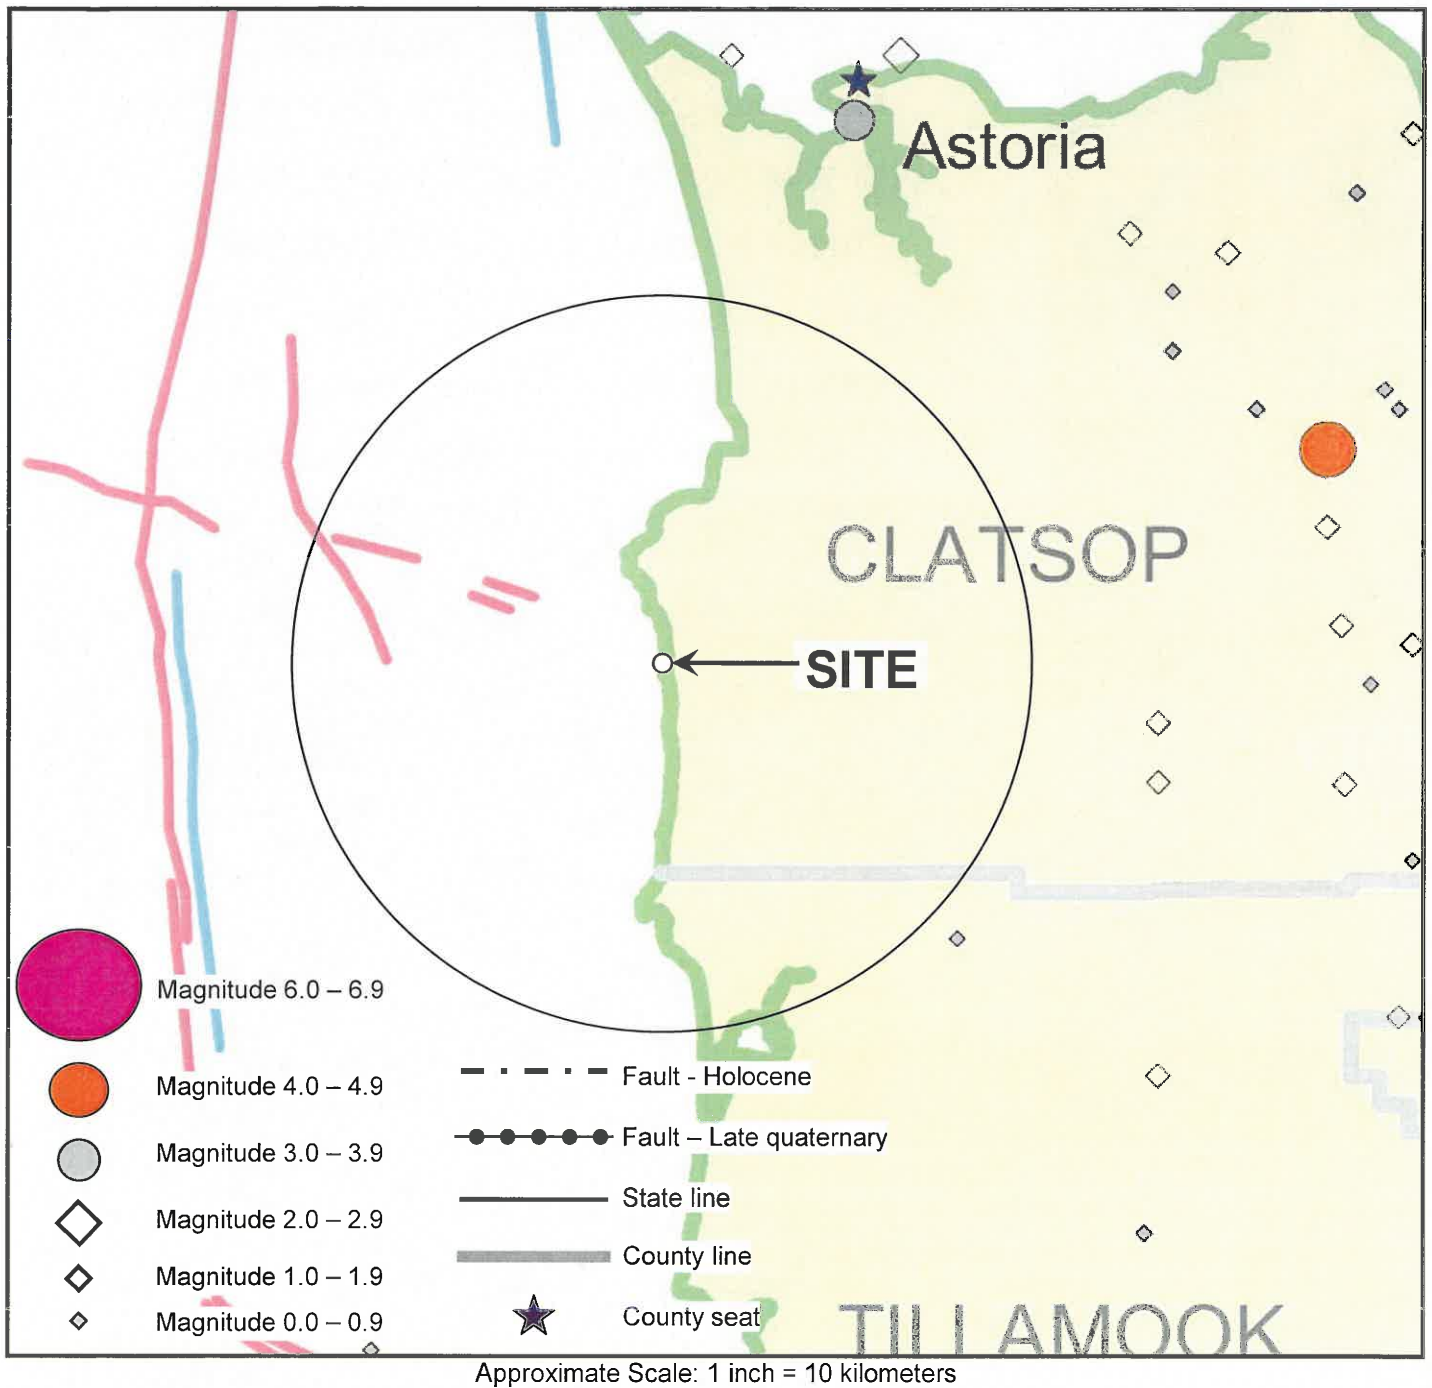 Astoria
CLATSOP
SITE
Magnitude 6.0 – 6.9
Magnitude 4.0 – 4.9
Magnitude 3.0 – 3.9
Magnitude 2.0 – 2.9
Magnitude 1.0 – 1.9
Magnitude 0.0 – 0.9
Fault - Holocene
Fault – Late quaternary
State line
County line
County seat
TILLAMOOK
Approximate Scale: 1 inch = 10 kilometers